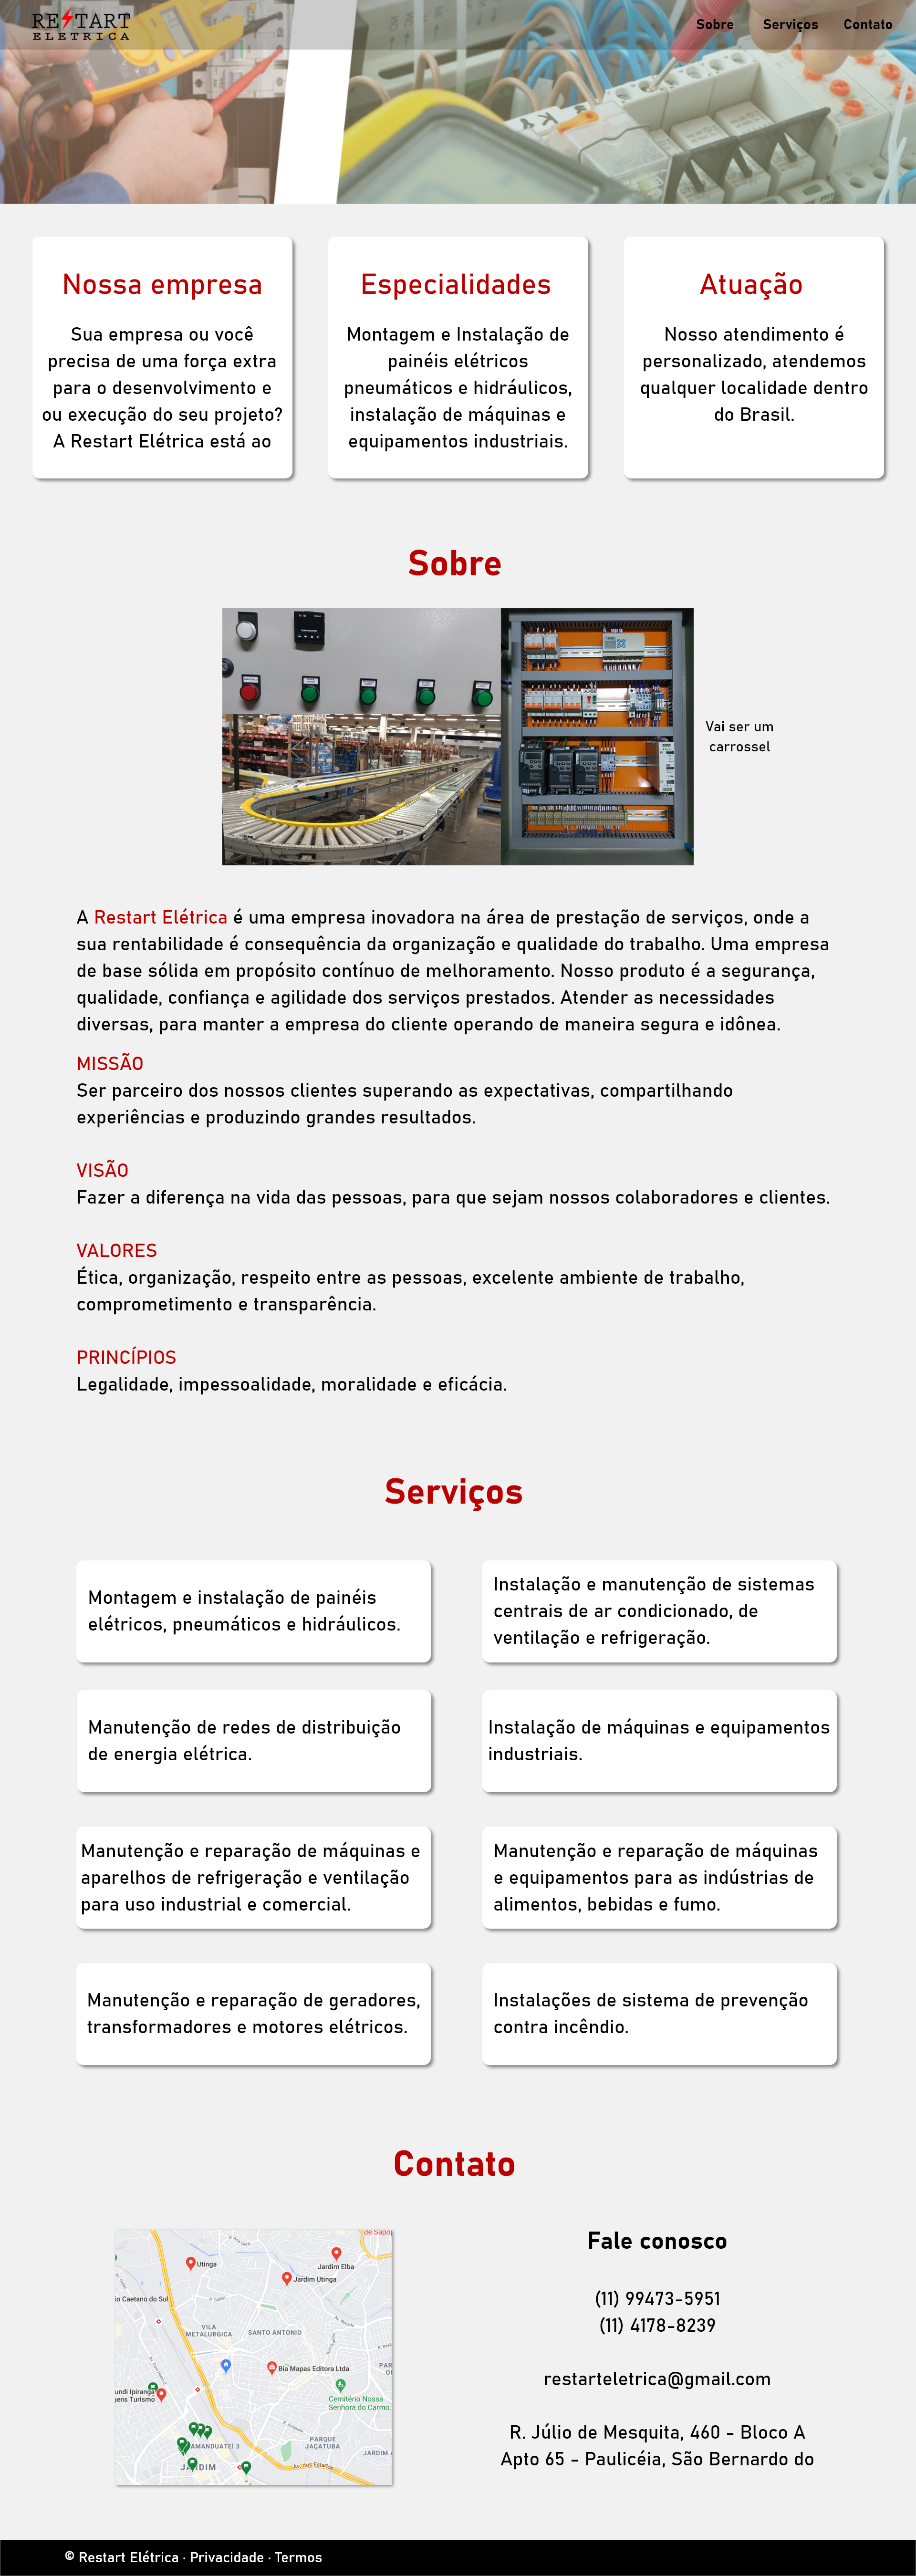 RESTART
ELETRICA
Sobre Serviços Contato
Nossa empresa
Sua empresa ou você
precisa de uma força extra
para o desenvolvimento e
ou execução do seu projeto?
A Restart Elétrica está ao
Especialidades
Montagem e Instalação de
painéis elétricos
pneumáticos e hidráulicos,
instalação de máquinas e
equipamentos industriais.
Atuação
Nosso atendimento é
personalizado, atendemos
qualquer localidade dentro
do Brasil.
Sobre
Vai ser um
carrossel
A Restart Elétrica é uma empresa inovadora na área de prestação de serviços, onde a
sua rentabilidade é consequência da organização e qualidade do trabalho. Uma empresa
de base sólida em propósito contínuo de melhoramento. Nosso produto é a segurança,
qualidade, confiança e agilidade dos serviços prestados. Atender as necessidades
diversas, para manter a empresa do cliente operando de maneira segura e idônea.
MISSÃO
Ser parceiro dos nossos clientes superando as expectativas, compartilhando
experiências e produzindo grandes resultados.
VISÃO
Fazer a diferença na vida das pessoas, para que sejam nossos colaboradores e clientes.
VALORES
Ética, organização, respeito entre as pessoas, excelente ambiente de trabalho,
comprometimento e transparência.
PRINCÍPIOS
Legalidade, impessoalidade, moralidade e eficácia.
Serviços
Montagem e instalação de painéis
elétricos, pneumáticos e hidráulicos.
Instalação e manutenção de sistemas
centrais de ar condicionado, de
ventilação e refrigeração.
Manutenção de redes de distribuição
de energia elétrica.
Instalação de máquinas e equipamentos
industriais.
Manutenção e reparação de máquinas e
aparelhos de refrigeração e ventilação
para uso industrial e comercial.
Manutenção e reparação de máquinas
e equipamentos para as indústrias de
alimentos, bebidas e fumo.
Manutenção e reparação de geradores,
transformadores e motores elétricos.
Instalações de sistema de prevenção
contra incêndio.
Contato
de Sapo
Utinga
Jardim Elba
Jardim Utinga
o Caetano do Sul
VILA
METALURGICA
SANTO ANTONIO
Bia Mapas Editora Ltda
PAR
undi Ipiranga
gens Turismo
Cemitério Nossa
Senhora do Carmo
AMANDUATEÍ 3
PARQUE
JAÇATUBA
JARDIM A
JARDIM
Av. dos Estados
Fale conosco
(11) 99473-5951
(11) 4178-8239
restarteletrica@gmail.com
R. Júlio de Mesquita, 460 - Bloco A
Apto 65 - Paulicéia, São Bernardo do
© Restart Elétrica · Privacidade · Termos